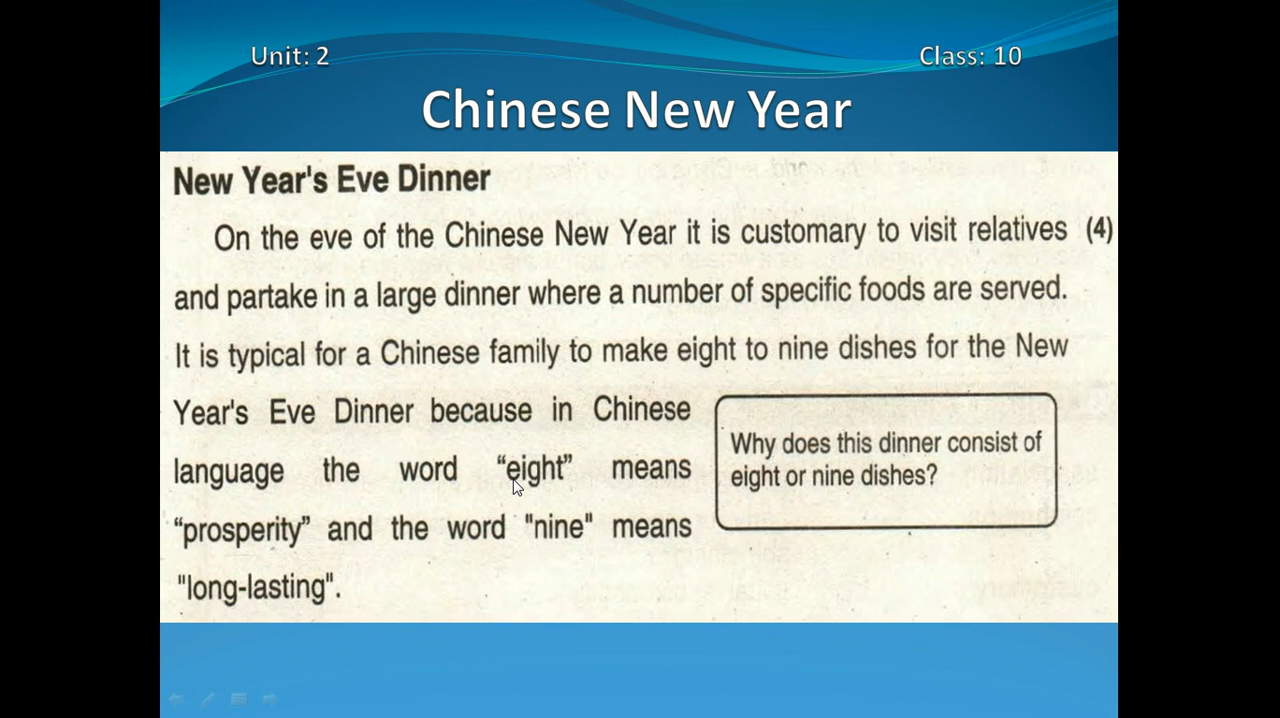 Unit: 2
Class: 10
Chinese New Year
New Year's Eve Dinner
On the eve of the Chinese New Year it is customary to visit relatives (4)
and partake in a large dinner where a number of specific foods are served.
It is typical for a Chinese family to make eight to nine dishes for the New
Year's Eve Dinner because in Chinese
language the word “eight” means
“prosperity” and the word "nine" means
"long-lasting".
Why does this dinner consist of
eight or nine dishes?